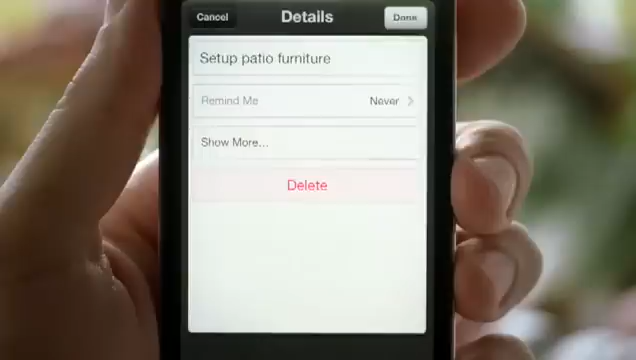 Cancel Details Done
Setup patio furniture
Remind Me Never
Show More...
Delete